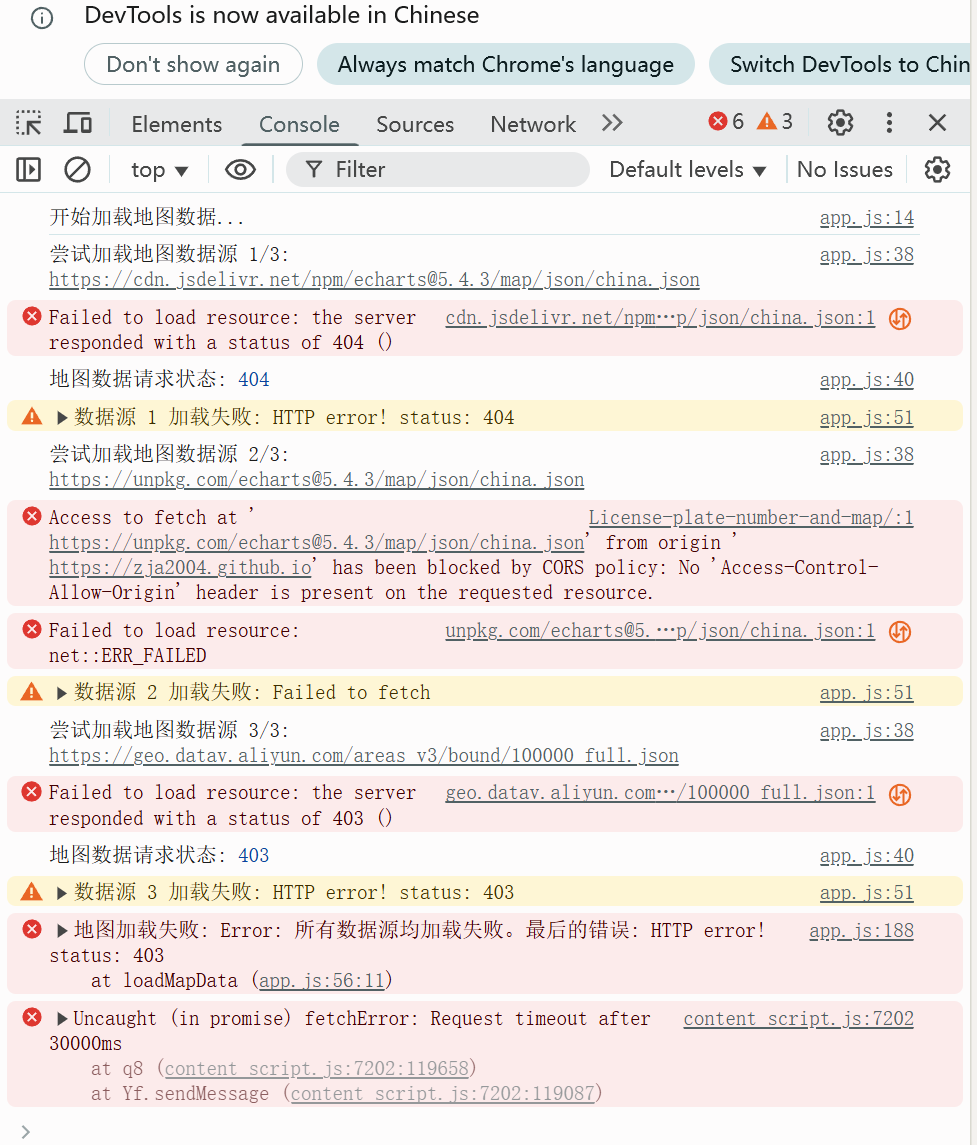 DevTools is now available in Chinese
Don't show again
Always match Chrome's language
Switch DevTools to Chin
Elements
Console
Sources
Network
6
3
top
Filter
Default levels
No Issues
开始加载地图数据... app.js:14
尝试加载地图数据源 1/3: app.js:38
https://cdn.jsdelivr.net/npm/echarts@5.4.3/map/json/china.json
Failed to load resource: the server cdn.jsdelivr.net/npm…p/json/china.json:1
responded with a status of 404 ()
地图数据请求状态: 404 app.js:40
数据源 1 加载失败: HTTP error! status: 404 app.js:51
尝试加载地图数据源 2/3: app.js:38
https://unpkg.com/echarts@5.4.3/map/json/china.json
Access to fetch at ' License-plate-number-and-map/:1
https://unpkg.com/echarts@5.4.3/map/json/china.json' from origin '
https://zja2004.github.io' has been blocked by CORS policy: No 'Access-Control-
Allow-Origin' header is present on the requested resource.
Failed to load resource: unpkg.com/echarts@5.…p/json/china.json:1
net::ERR_FAILED
数据源 2 加载失败: Failed to fetch app.js:51
尝试加载地图数据源 3/3: app.js:38
https://geo.datav.aliyun.com/areas_v3/bound/100000_full.json
Failed to load resource: the server geo.datav.aliyun.com…/100000_full.json:1
responded with a status of 403 ()
地图数据请求状态: 403 app.js:40
数据源 3 加载失败: HTTP error! status: 403 app.js:51
地图加载失败: Error: 所有数据源均加载失败。最后的错误: HTTP error! app.js:188
status: 403
at loadMapData (app.js:56:11)
Uncaught (in promise) fetchError: Request timeout after content_script.js:7202
30000ms
at q8 (content_script.js:7202:119658)
at Yf.sendMessage (content_script.js:7202:119087)